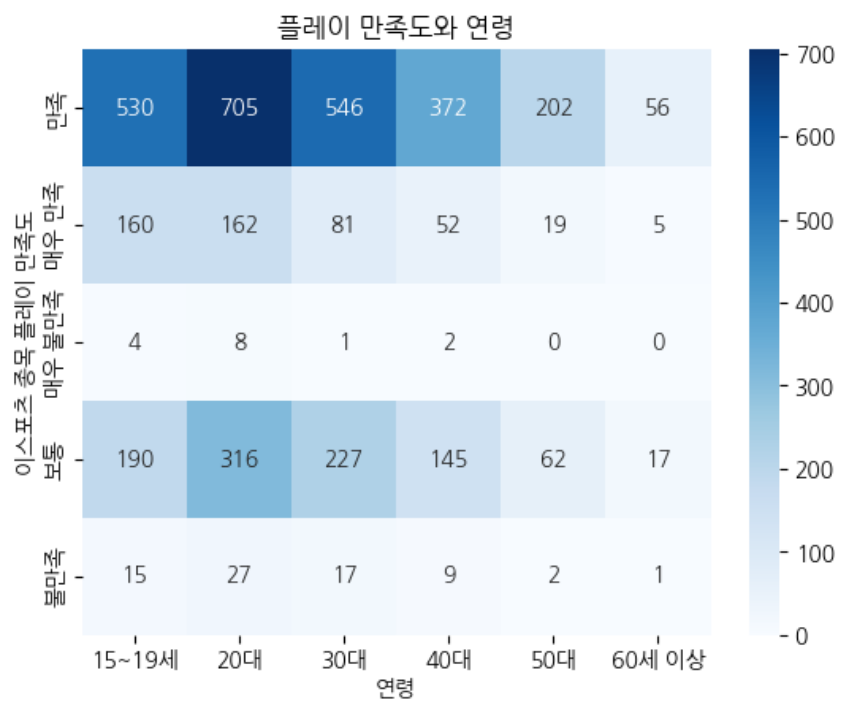 플레이 만족도와 연령
이스포츠 종목 플레이 만족도
만족 530 705 546 372 202 56
매우 만족 160 162 81 52 19 5
매우 불만족 4 8 1 2 0 0
보통 190 316 227 145 62 17
불만족 15 27 17 9 2 1
15~19세 20대 30대 40대 50대 60세 이상
연령
700
600
500
400
300
200
100
0